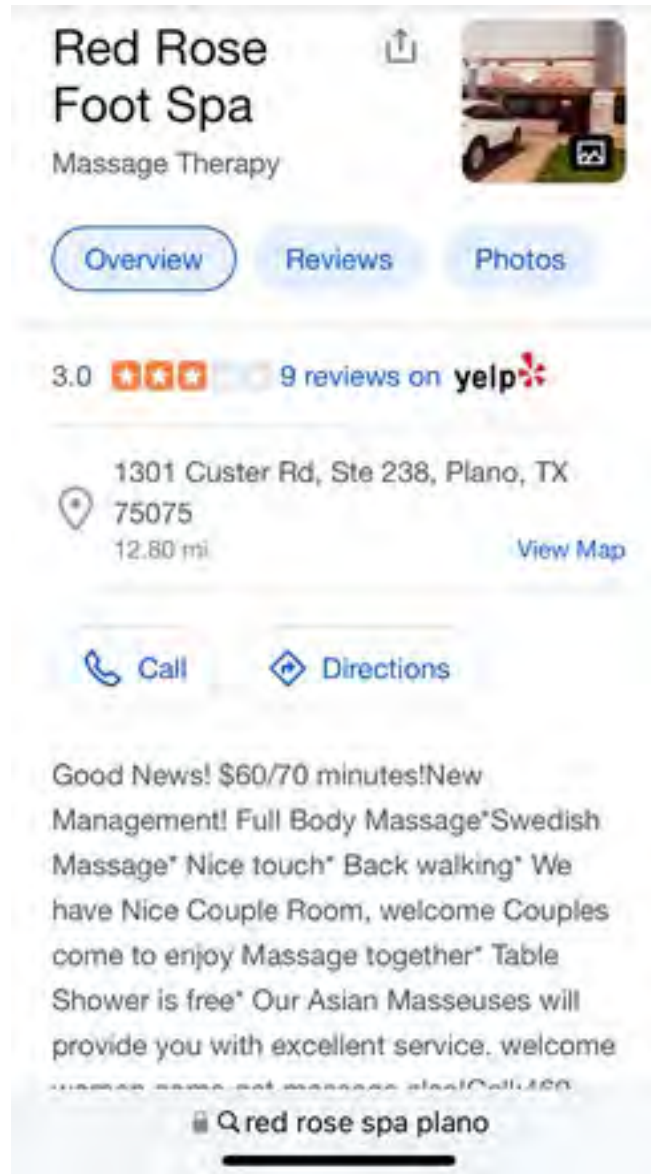 Red Rose
Foot Spa
Massage Therapy
Overview
Reviews
Photos
3.0
9 reviews on yelp
1301 Custer Rd, Ste 238, Plano, TX
75075
12.80 mi
View Map
Call
Directions
Good News! $60/70 minutes!New
Management! Full Body Massage*Swedish
Massage* Nice touch* Back walking* We
have Nice Couple Room, welcome Couples
come to enjoy Massage together* Table
Shower is free* Our Asian Masseuses will
provide you with excellent service. welcome
red rose spa plano